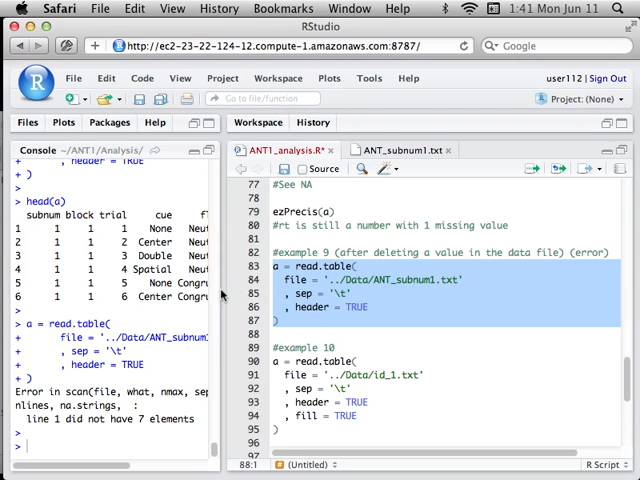 Safari File Edit View History Bookmarks Window Help 1:41 Mon Jun 11
RStudio
http://ec2-23-22-124-12.compute-1.amazonaws.com:8787/
Google
R File Edit Code View Project Workspace Plots Tools Help user112 | Sign Out
Go to file/function
Project: (None)
Files Plots Packages Help
Workspace History
Console ~/ANT1/Analysis/
ANT1_analysis.R* ANT_subnum1.txt
Source
+ , header = TRUE
+ )
> head(a)
subnum block trial cue fl
1 1 1 1 None Neut
2 1 1 2 Center Neut
3 1 1 3 Double Neut
4 1 1 4 Spatial Neut
5 1 1 5 None Congru
6 1 1 6 Center Congru
>
> a = read.table(
+ file = '../Data/ANT_subnum1
+ , sep = '\t'
+ , header = TRUE
+ )
Error in scan(file, what, nmax, sep
nlines, na.strings, :
line 1 did not have 7 elements
>
>
77 #See NA
78
79 ezPrecis(a)
80 #rt is still a number with 1 missing value
81
82 #example 9 (after deleting a value in the data file) (error)
83 a = read.table(
84 file = '../Data/ANT_subnum1.txt'
85 , sep = '\t'
86 , header = TRUE
87 )
88
89 #example 10
90 a = read.table(
91 file = '../Data/id_1.txt'
92 , sep = '\t'
93 , header = TRUE
94 , fill = TRUE
95 )
96
97
88:1 (Untitled) R Script